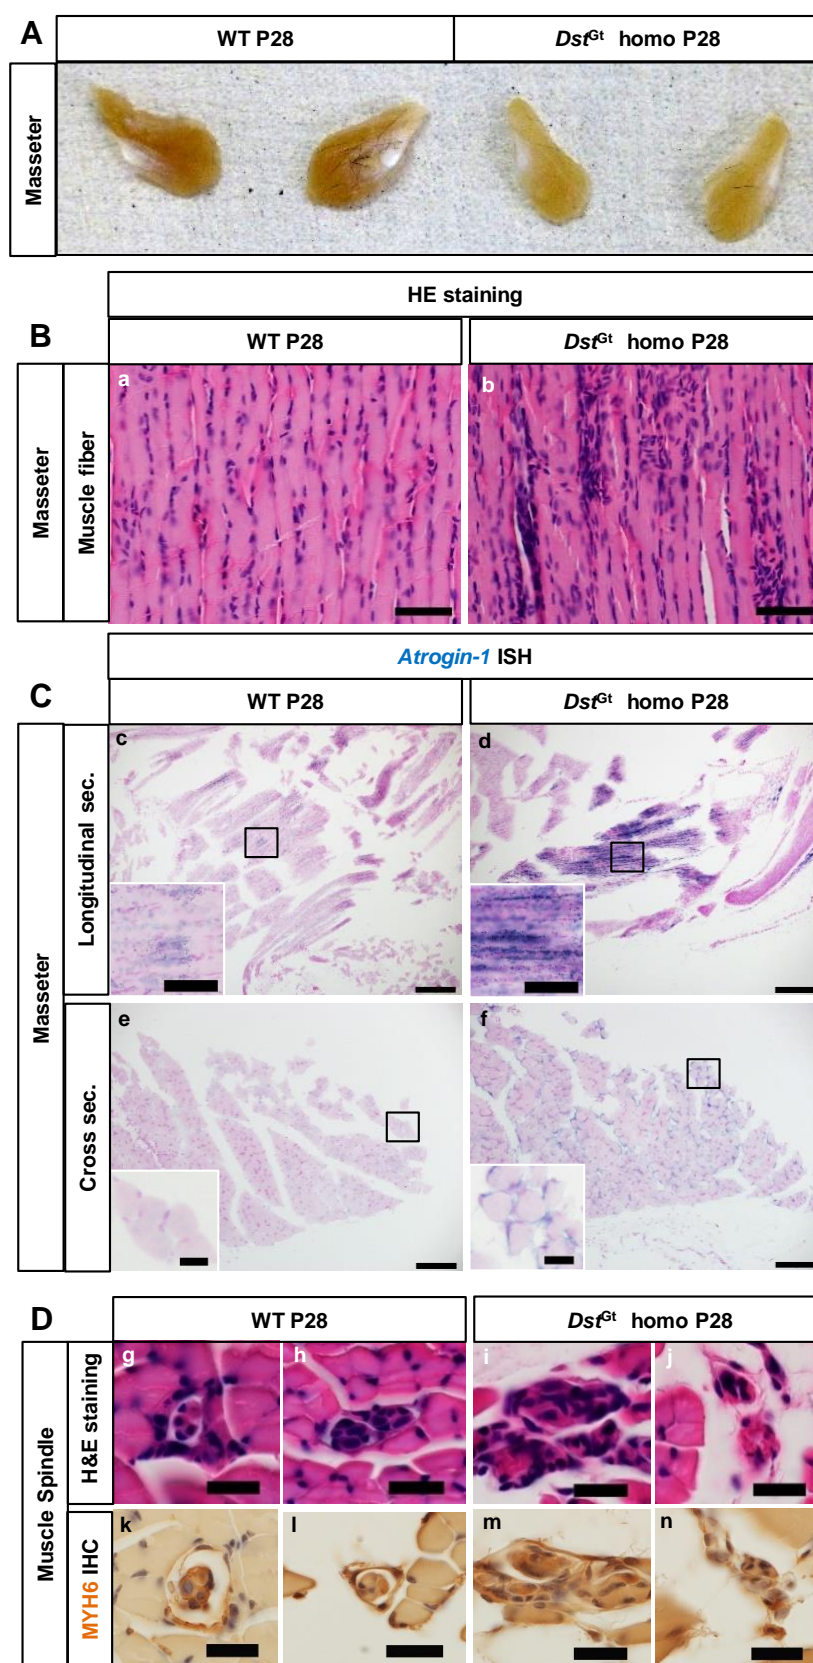 A
WT P28
DstGt homo P28
Masseter
HE staining
B
WT P28
DstGt homo P28
Masseter
Muscle fiber
a
b
Atrogin-1 ISH
C
WT P28
DstGt homo P28
Masseter
Longitudinal sec.
c
d
Cross sec.
e
f
D
WT P28
DstGt homo P28
Muscle Spindle
H&E staining
g
h
i
j
MYH6 IHC
k
l
m
n